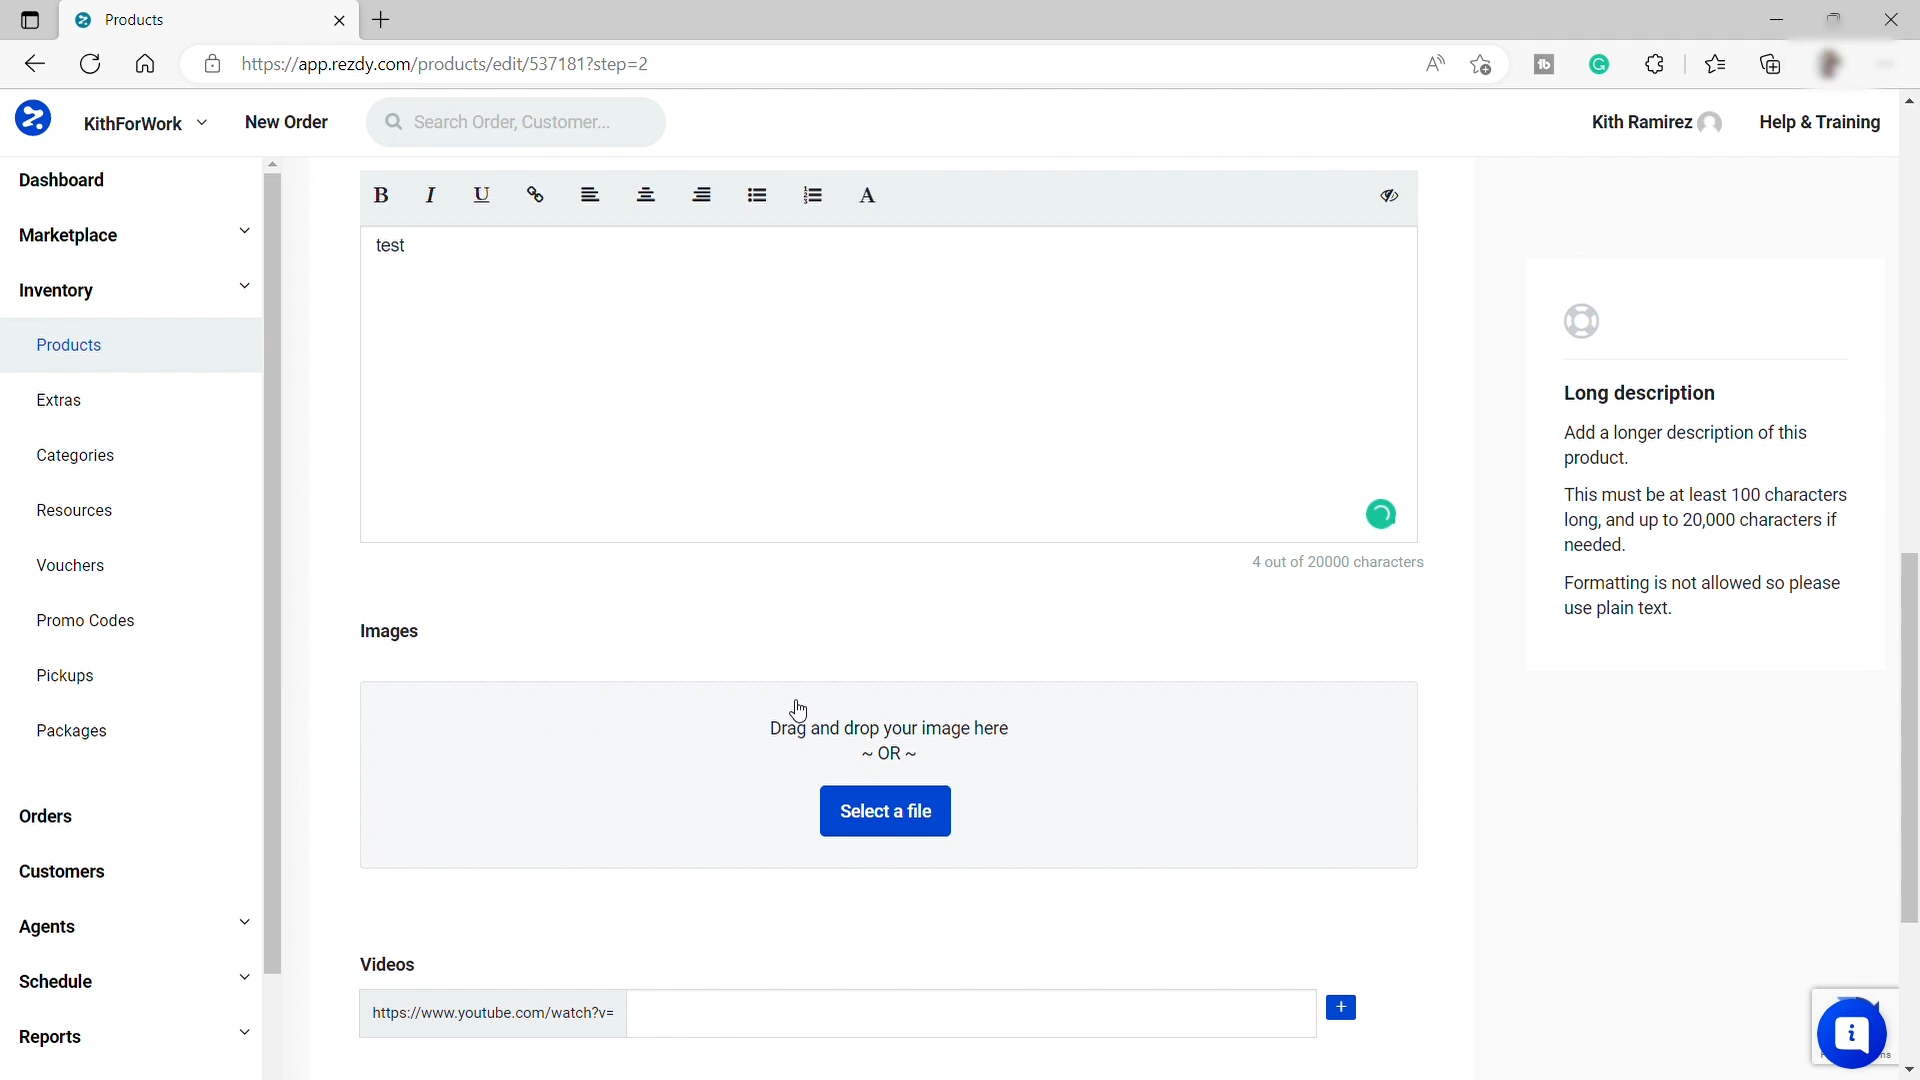 Products
https://app.rezdy.com/products/edit/537181?step=2
KithForWork
New Order
Search Order, Customer...
Kith Ramirez
Help & Training
Dashboard
Marketplace
Inventory
Products
Extras
Categories
Resources
Vouchers
Promo Codes
Pickups
Packages
Orders
Customers
Agents
Schedule
Reports
B I U A
test
4 out of 20000 characters
Images
Drag and drop your image here
~ OR ~
Select a file
Videos
https://www.youtube.com/watch?v=
+
Long description
Add a longer description of this
product.
This must be at least 100 characters
long, and up to 20,000 characters if
needed.
Formatting is not allowed so please
use plain text.